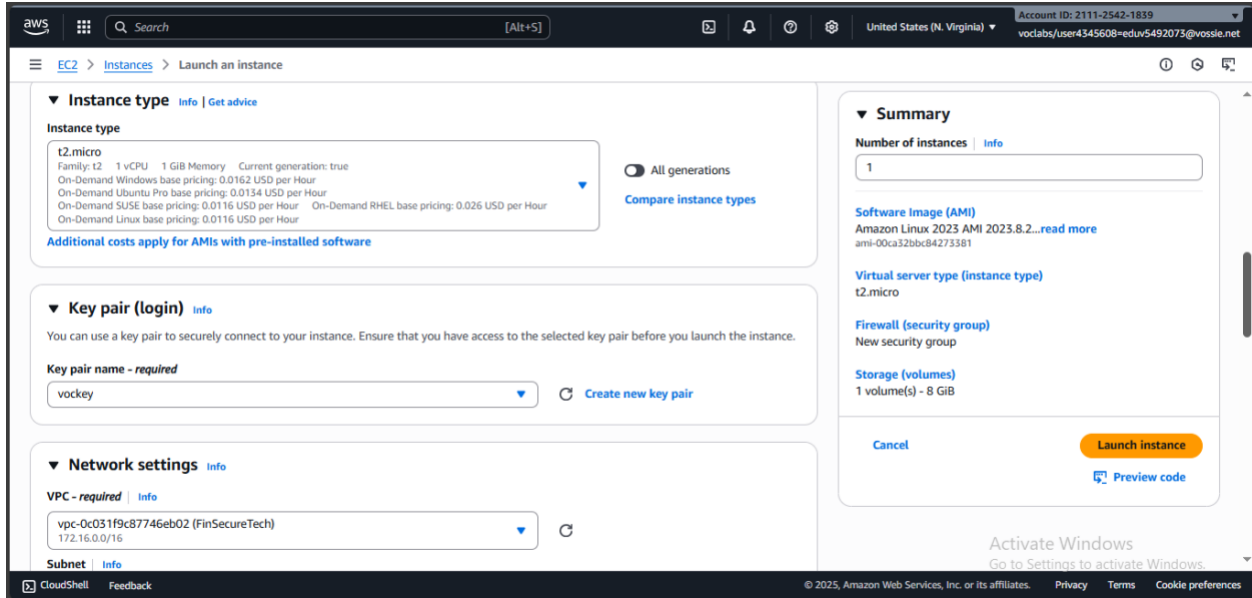 aws
Search [Alt+S]
United States (N. Virginia)
Account ID: 2111-2542-1839
voclabs/user4345608=eduv5492073@vossie.net
EC2 > Instances > Launch an instance
Instance type Info | Get advice
Instance type
t2.micro
Family: t2 1 vCPU 1 GiB Memory Current generation: true
On-Demand Windows base pricing: 0.0162 USD per Hour
On-Demand Ubuntu Pro base pricing: 0.0134 USD per Hour
On-Demand SUSE base pricing: 0.0116 USD per Hour On-Demand RHEL base pricing: 0.026 USD per Hour
On-Demand Linux base pricing: 0.0116 USD per Hour
All generations
Compare instance types
Additional costs apply for AMIs with pre-installed software
Key pair (login) Info
You can use a key pair to securely connect to your instance. Ensure that you have access to the selected key pair before you launch the instance.
Key pair name - required
vockey
Create new key pair
Network settings Info
VPC - required | Info
vpc-0c031f9c87746eb02 (FinSecureTech)
172.16.0.0/16
Subnet | Info
Summary
Number of instances | Info
1
Software Image (AMI)
Amazon Linux 2023 AMI 2023.8.2...read more
ami-00ca32bbc84273381
Virtual server type (instance type)
t2.micro
Firewall (security group)
New security group
Storage (volumes)
1 volume(s) - 8 GiB
Cancel
Launch instance
Preview code
Activate Windows
Go to Settings to activate Windows.
CloudShell Feedback
© 2025, Amazon Web Services, Inc. or its affiliates. Privacy Terms Cookie preferences